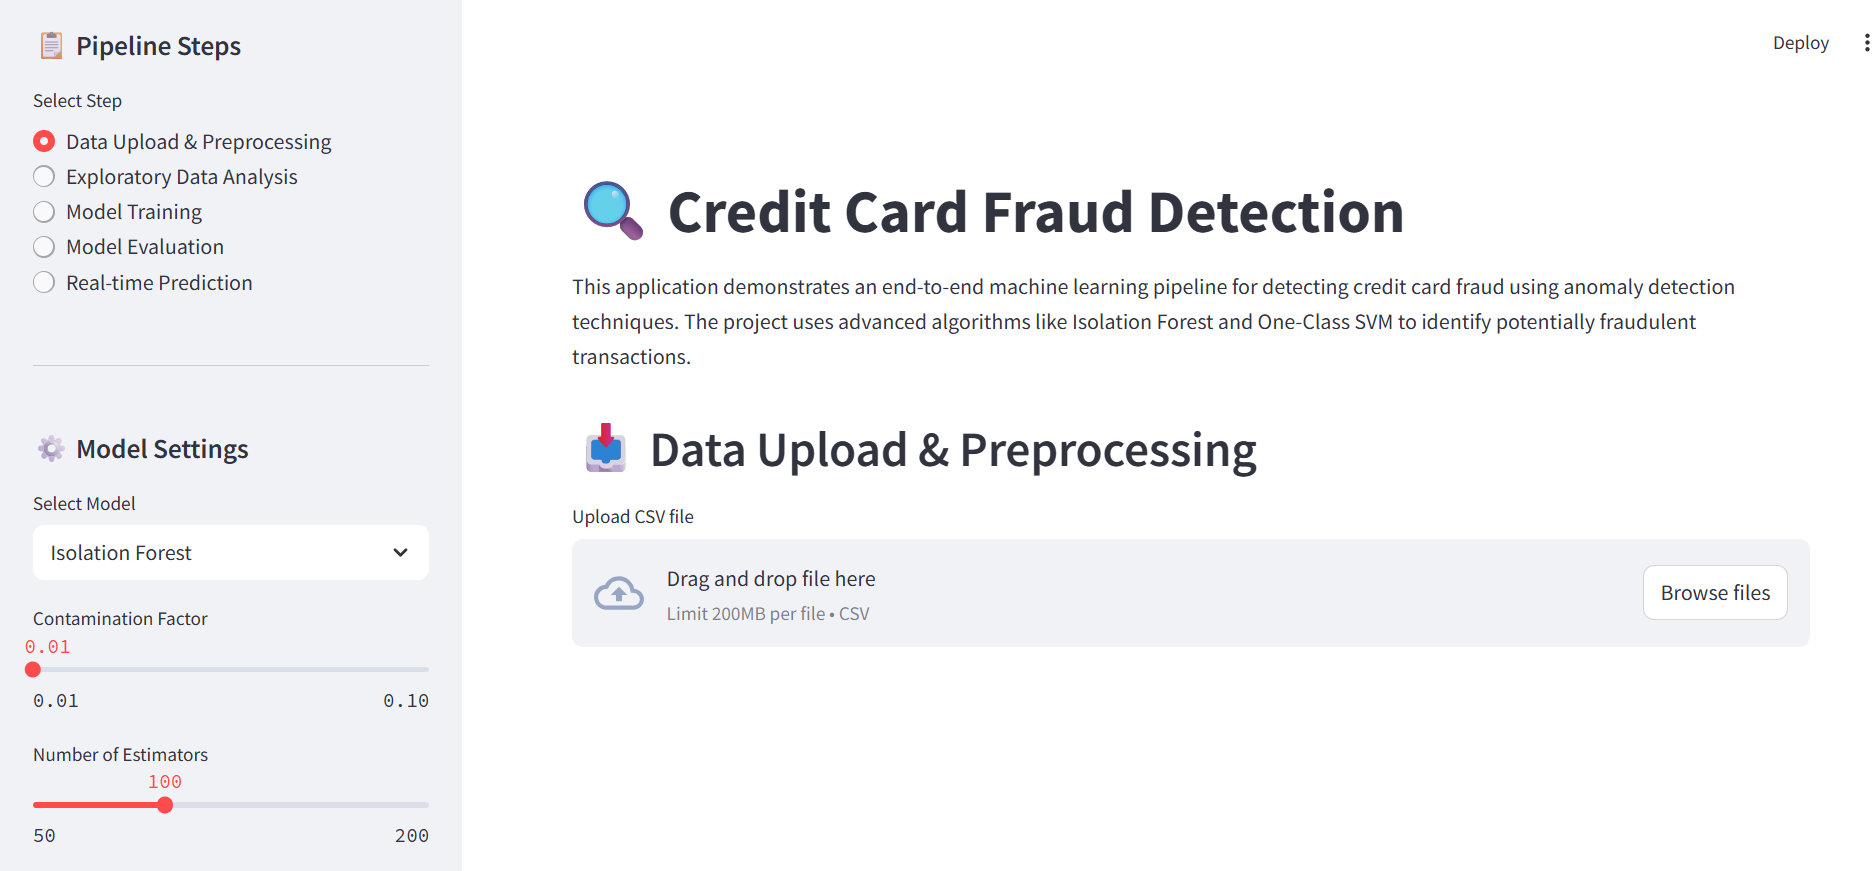 Pipeline Steps
Select Step
Data Upload & Preprocessing
Exploratory Data Analysis
Model Training
Model Evaluation
Real-time Prediction
Model Settings
Select Model
Isolation Forest
Contamination Factor
0.01
0.01 0.10
Number of Estimators
100
50 200
Deploy
Credit Card Fraud Detection
This application demonstrates an end-to-end machine learning pipeline for detecting credit card fraud using anomaly detection
techniques. The project uses advanced algorithms like Isolation Forest and One-Class SVM to identify potentially fraudulent
transactions.
Data Upload & Preprocessing
Upload CSV file
Drag and drop file here
Limit 200MB per file • CSV
Browse files